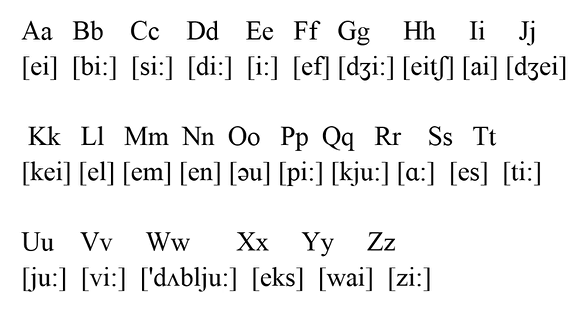 Aa Bb Cc Dd Ee Ff Gg Hh Ii Jj
[ei] [bi:] [si:] [di:] [i:] [ef] [dʒi:] [eitʃ] [ai] [dʒei]
Kk Ll Mm Nn Oo Pp Qq Rr Ss Tt
[kei] [el] [em] [en] [əu] [pi:] [kju:] [ɑ:] [es] [ti:]
Uu Vv Ww Xx Yy Zz
[ju:] [vi:] ['dʌblju:] [eks] [wai] [zi:]